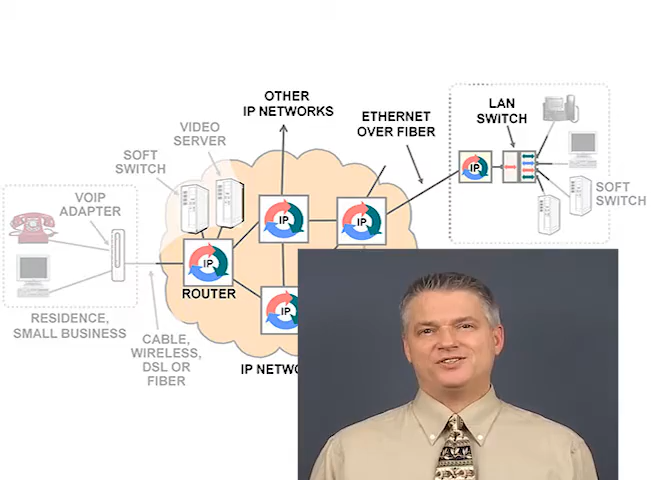 OTHER
IP NETWORKS
ETHERNET
OVER FIBER
LAN
SWITCH
VIDEO
SERVER
SOFT
SWITCH
VOIP
ADAPTER
IP
IP
IP
IP
IP
SOFT
SWITCH
ROUTER
RESIDENCE,
SMALL BUSINESS
CABLE,
WIRELESS,
DSL OR
FIBER
IP NETWO